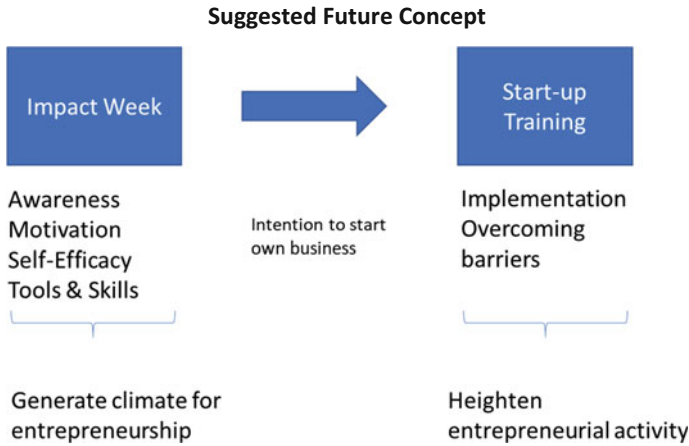 Suggested Future Concept
Impact Week
Start-up
Training
Awareness
Motivation
Self-Efficacy
Tools & Skills
Intention to start
own business
Implementation
Overcoming
barriers
Generate climate for
entrepreneurship
Heighten
entrepreneurial activity